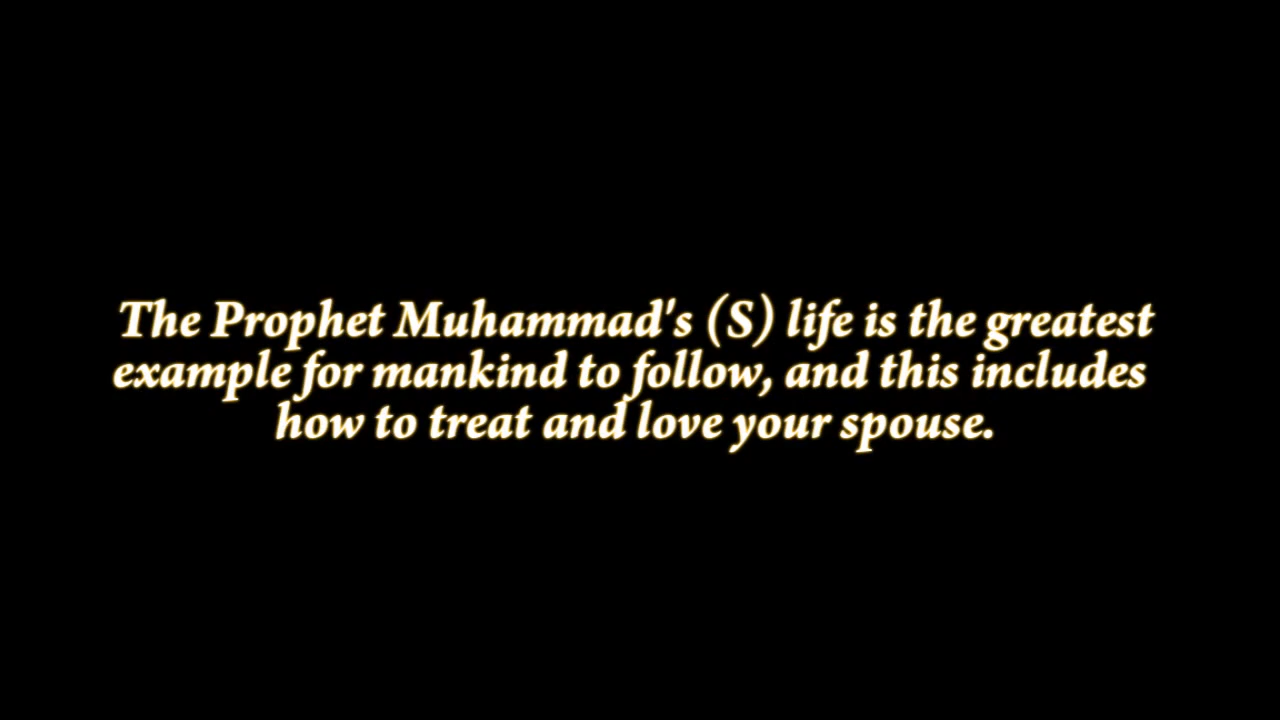 The Prophet Muhammad's (S) life is the greatest
example for mankind to follow, and this includes
how to treat and love your spouse.